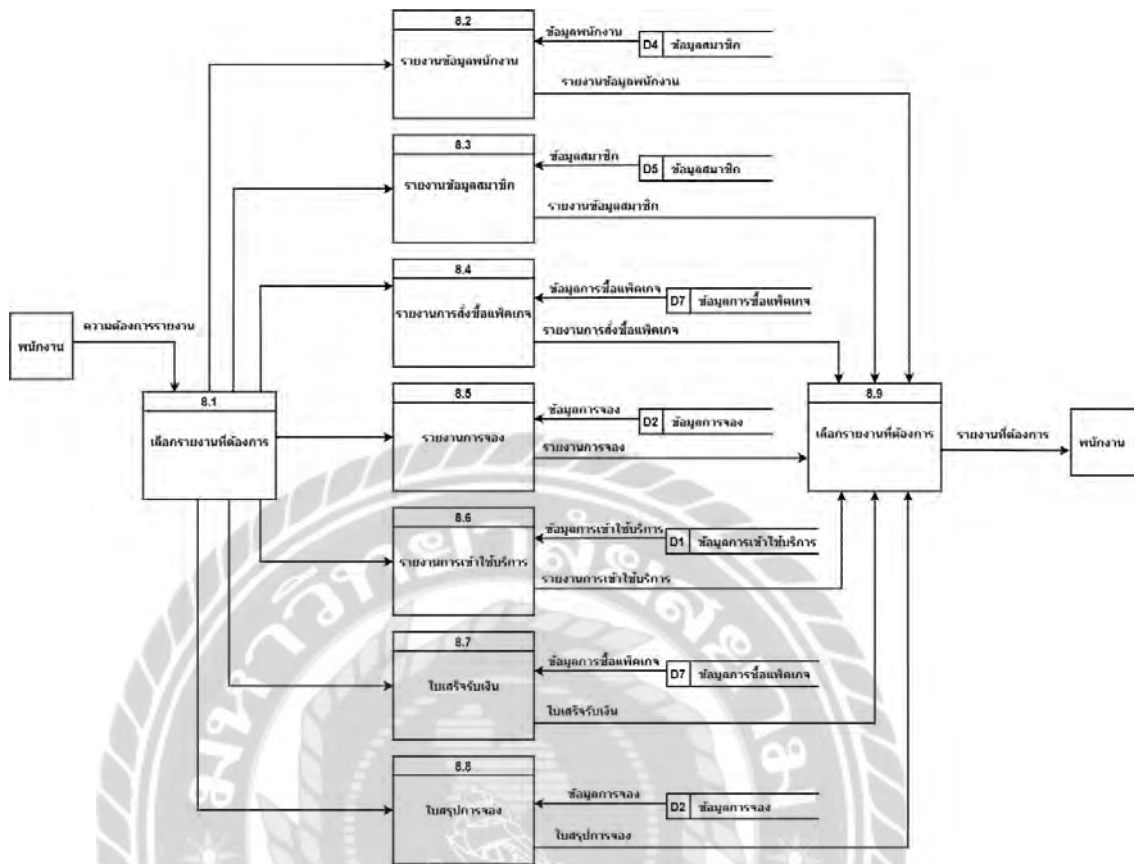 8.2
รายงานข้อมูลพนักงาน
ข้อมูลพนักงาน
D4 ข้อมูลสมาชิก
รายงานข้อมูลพนักงาน
8.3
รายงานข้อมูลสมาชิก
ข้อมูลสมาชิก
D5 ข้อมูลสมาชิก
รายงานข้อมูลสมาชิก
8.4
รายงานการสั่งซื้อแพ็คเกจ
ข้อมูลการซื้อแพ็คเกจ
D7 ข้อมูลการซื้อแพ็คเกจ
รายงานการสั่งซื้อแพ็คเกจ
พนักงาน
ความต้องการรายงาน
8.1
เลือกรายงานที่ต้องการ
8.5
รายงานการจอง
ข้อมูลการจอง
D2 ข้อมูลการจอง
รายงานการจอง
8.9
เลือกรายงานที่ต้องการ
รายงานที่ต้องการ
พนักงาน
8.6
รายงานการเข้าใช้บริการ
ข้อมูลการเข้าใช้บริการ
D1 ข้อมูลการเข้าใช้บริการ
รายงานการเข้าใช้บริการ
8.7
ใบเสร็จรับเงิน
ข้อมูลการซื้อแพ็คเกจ
D7 ข้อมูลการซื้อแพ็คเกจ
ใบเสร็จรับเงิน
8.8
ใบสรุปการจอง
ข้อมูลการจอง
D2 ข้อมูลการจอง
ใบสรุปการจอง
มหาวิทยาลัยสยาม